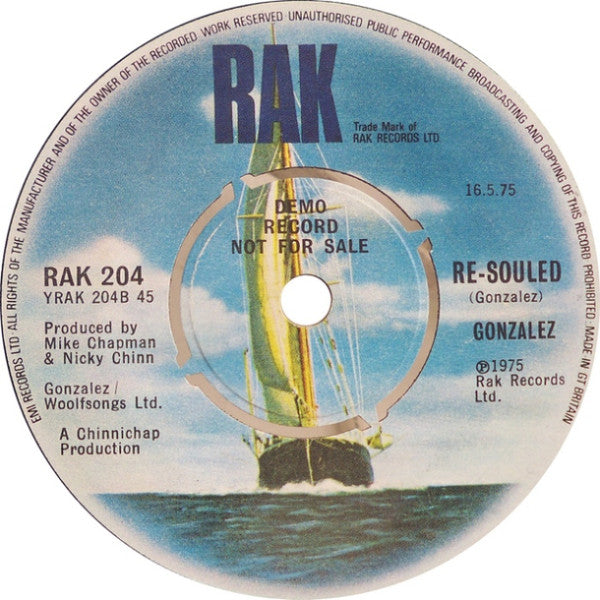 EMI RECORDS LTD ALL RIGHTS OF THE MANUFACTURER AND OF THE OWNER OF THE RECORDED WORK RESERVED UNAUTHORISED PUBLIC PERFORMANCE BROADCASTING AND COPYING OF THIS RECORD PROHIBITED. MADE IN GT BRITAIN
RAK
Trade Mark of
RAK RECORDS LTD.
16.5.75
DEMO
RECORD
NOT FOR SALE
RAK 204
YRAK 204B 45
Produced by
Mike Chapman
& Nicky Chinn
Gonzalez/
Woolfsongs Ltd.
A Chinnichap
Production
RE-SOULED
(Gonzalez)
GONZALEZ
℗1975
Rak Records
Ltd.